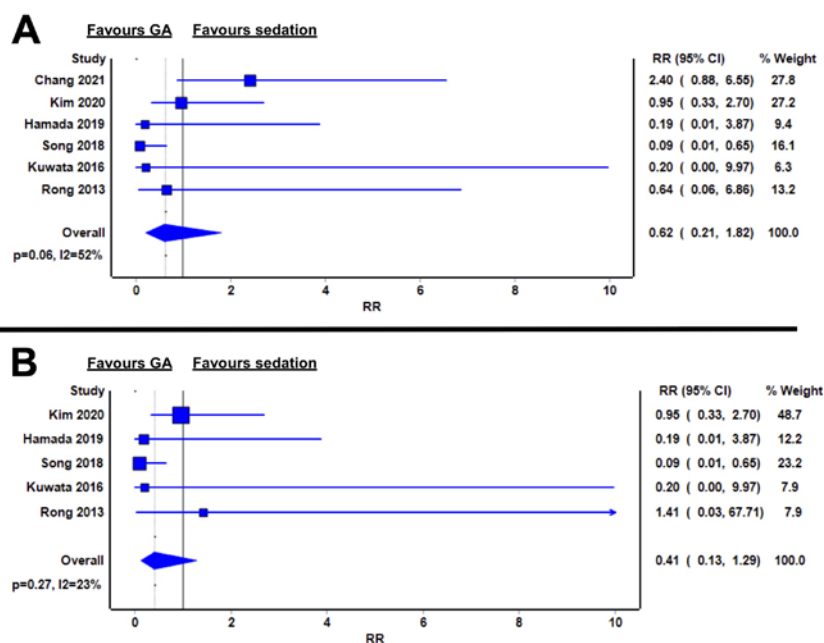 A
Favours GA Favours sedation
Study RR (95% CI) % Weight
Chang 2021 2.40 ( 0.88, 6.55) 27.8
Kim 2020 0.95 ( 0.33, 2.70) 27.2
Hamada 2019 0.19 ( 0.01, 3.87) 9.4
Song 2018 0.09 ( 0.01, 0.65) 16.1
Kuwata 2016 0.20 ( 0.00, 9.97) 6.3
Rong 2013 0.64 ( 0.06, 6.86) 13.2
Overall 0.62 ( 0.21, 1.82) 100.0
p=0.06, I2=52%
0 2 4 6 8 10
RR
B
Favours GA Favours sedation
Study RR (95% CI) % Weight
Kim 2020 0.95 ( 0.33, 2.70) 48.7
Hamada 2019 0.19 ( 0.01, 3.87) 12.2
Song 2018 0.09 ( 0.01, 0.65) 23.2
Kuwata 2016 0.20 ( 0.00, 9.97) 7.9
Rong 2013 1.41 ( 0.03, 67.71) 7.9
Overall 0.41 ( 0.13, 1.29) 100.0
p=0.27, I2=23%
0 2 4 6 8 10
RR